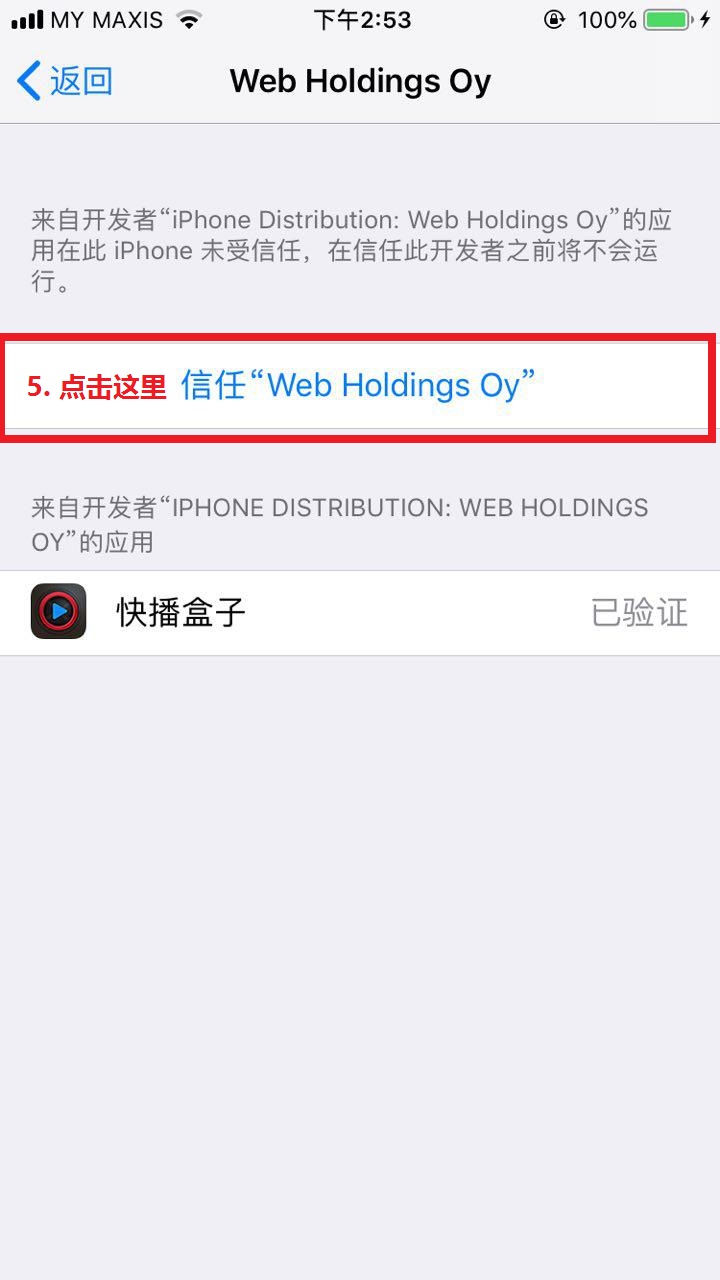 MY MAXIS 下午2:53 100%
返回 Web Holdings Oy
来自开发者“iPhone Distribution: Web Holdings Oy”的应
用在此 iPhone 未受信任，在信任此开发者之前将不会运
行。
5. 点击这里 信任“Web Holdings Oy”
来自开发者“IPHONE DISTRIBUTION: WEB HOLDINGS
OY”的应用
快播盒子 已验证